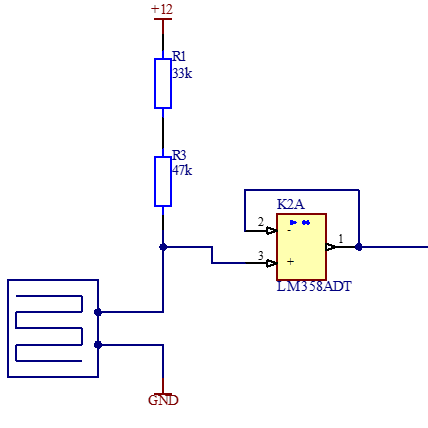 +12
R1
33k
R3
47k
K2A
2
-
1
3
+
LM358ADT
GND